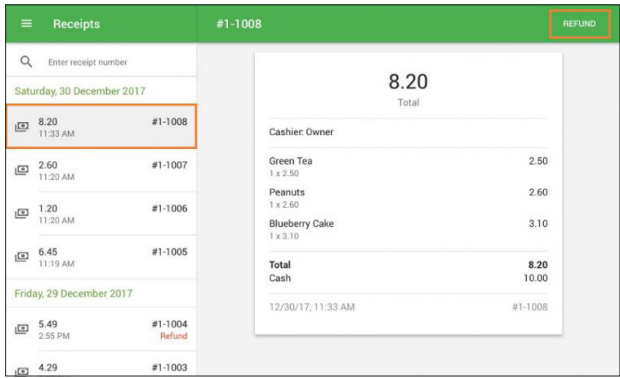 Receipts
#1-1008
REFUND
Enter receipt number
Saturday, 30 December 2017
8.20 #1-1008
11:33 AM
2.60 #1-1007
11:20 AM
1.20 #1-1006
11:20 AM
6.45 #1-1005
11:19 AM
Friday, 29 December 2017
5.49 #1-1004
2:55 PM Refund
4.29 #1-1003
8.20
Total
Cashier: Owner
Green Tea 2.50
1 x 2.50
Peanuts 2.60
1 x 2.60
Blueberry Cake 3.10
1 x 3.10
Total 8.20
Cash 10.00
12/30/17, 11:33 AM #1-1008